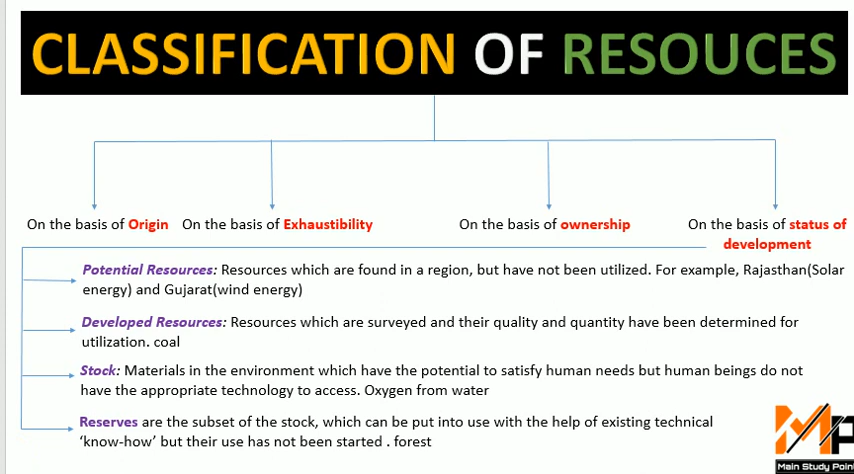 CLASSIFICATION OF RESOUCES
On the basis of Origin
On the basis of Exhaustibility
On the basis of ownership
On the basis of status of
development
Potential Resources: Resources which are found in a region, but have not been utilized. For example, Rajasthan(Solar
energy) and Gujarat(wind energy)
Developed Resources: Resources which are surveyed and their quality and quantity have been determined for
utilization. coal
Stock: Materials in the environment which have the potential to satisfy human needs but human beings do not
have the appropriate technology to access. Oxygen from water
Reserves are the subset of the stock, which can be put into use with the help of existing technical
‘know-how’ but their use has not been started . forest
MP
Main Study Poin